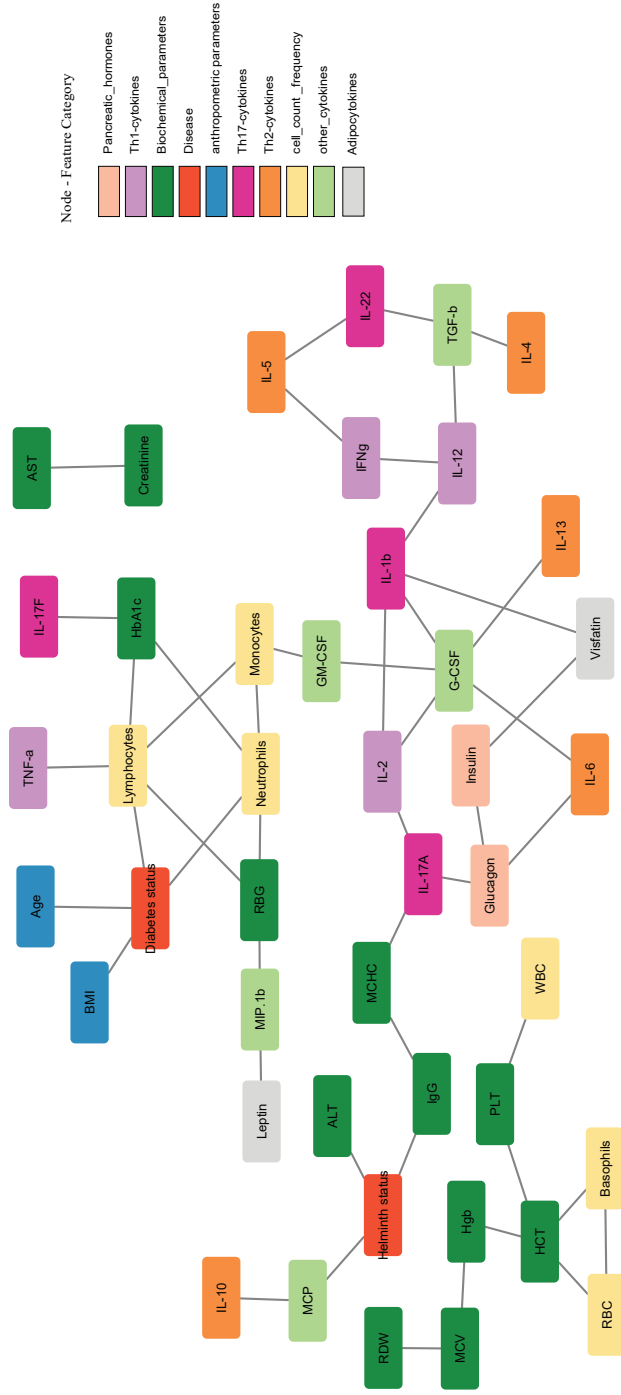 Node - Feature Category
Pancreatic_hormones
Th1-cytokines
Biochemical_parameters
Disease
anthropometric parameters
Th17-cytokines
Th2-cytokines
cell_count _frequency
other_cytokines
Adipocytokines
AST
Creatinine
IL-17F
HbA1c
TNF-a
Lymphocytes
Monocytes
Age
BMI
Diabetes status
Neutrophils
RBG
MIP.1b
Leptin
GM-CSF
IL-5
IL-22
IFNg
TGF-b
IL-12
IL-4
IL-1b
IL-13
G-CSF
IL-2
Visfatin
Insulin
IL-6
IL-17A
Glucagon
MCHC
IgG
ALT
Helminth status
IL-10
MCP
WBC
PLT
Hgb
HCT
Basophils
RBC
RDW
MCV